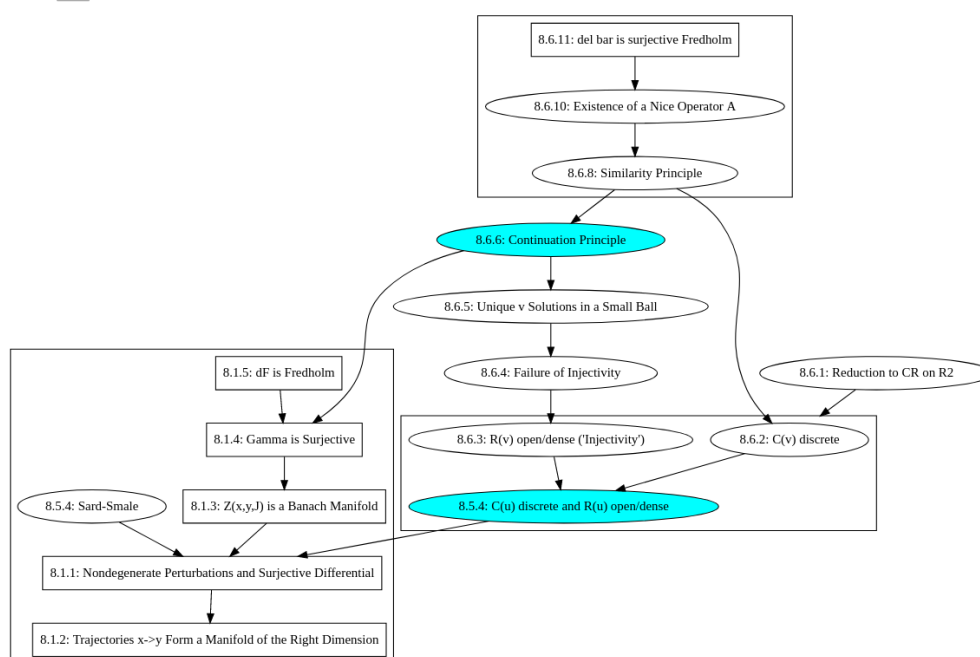 8.6.11: del bar is surjective Fredholm
8.6.10: Existence of a Nice Operator A
8.6.8: Similarity Principle
8.6.6: Continuation Principle
8.6.5: Unique v Solutions in a Small Ball
8.1.5: dF is Fredholm
8.6.4: Failure of Injectivity
8.6.1: Reduction to CR on R2
8.1.4: Gamma is Surjective
8.6.3: R(v) open/dense ('Injectivity')
8.6.2: C(v) discrete
8.5.4: Sard-Smale
8.1.3: Z(x,y,J) is a Banach Manifold
8.5.4: C(u) discrete and R(u) open/dense
8.1.1: Nondegenerate Perturbations and Surjective Differential
8.1.2: Trajectories x->y Form a Manifold of the Right Dimension